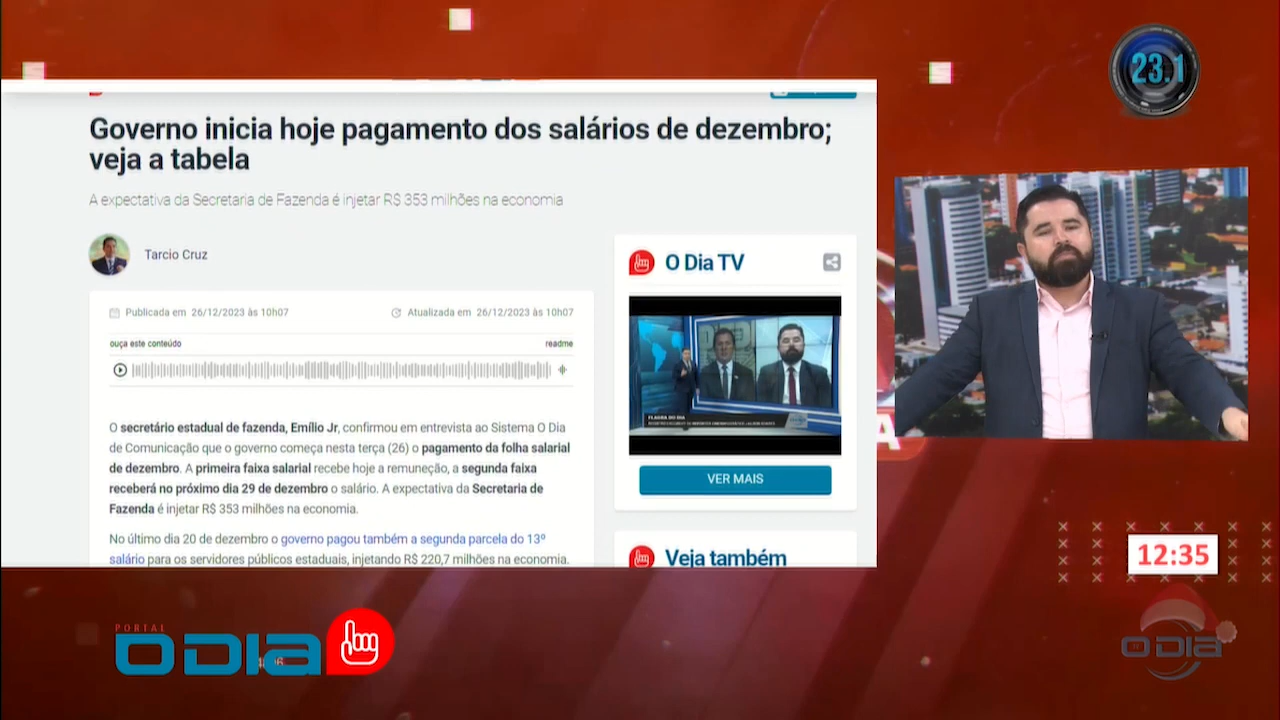 23.1
Governo inicia hoje pagamento dos salários de dezembro;
veja a tabela
A expectativa da Secretaria de Fazenda é injetar R$ 353 milhões na economia
Tarcio Cruz
Publicada em 26/12/2023 às 10h07
Atualizada em 26/12/2023 às 10h07
ouça este conteúdo
readme
O secretário estadual de fazenda, Emílio Jr, confirmou em entrevista ao Sistema O Dia
de Comunicação que o governo começa nesta terça (26) o pagamento da folha salarial
de dezembro. A primeira faixa salarial recebe hoje a remuneção, a segunda faixa
receberá no próximo dia 29 de dezembro o salário. A expectativa da Secretaria de
Fazenda é injetar R$ 353 milhões na economia.
No último dia 20 de dezembro o governo pagou também a segunda parcela do 13º
salário para os servidores públicos estaduais, injetando R$ 220,7 milhões na economia.
O Dia TV
VER MAIS
Veja também
12:35
PORTAL
O DIA
O DIA